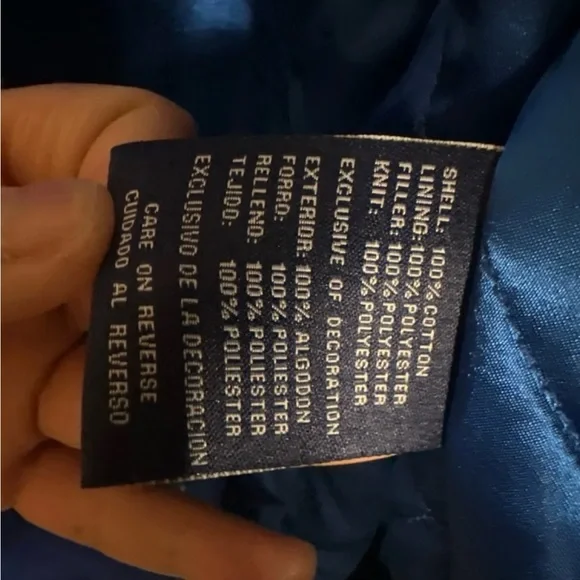 SHELL: 100% COTTON
LINING: 100% POLYESTER
FILLER: 100% POLYESTER
KNIT: 100% POLYESTER
EXCLUSIVE OF DECORATION
EXTERIOR: 100% ALGODON
FORRO: 100% POLIESTER
RELLENO: 100% POLIESTER
TEJIDO: 100% POLIESTER
EXCLUSIVO DE LA DECORACION
CARE ON REVERSE
CUIDADO AL REVERSO